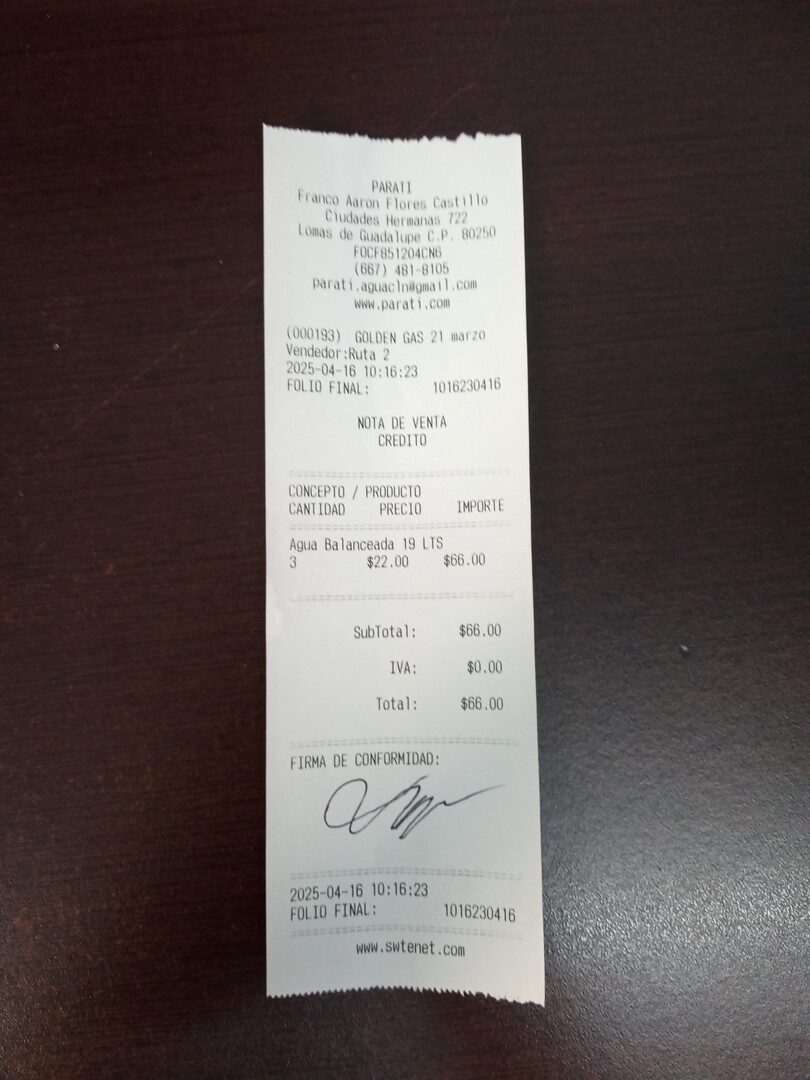 PARATI
Franco Aaron Flores Castillo
Ciudades Hermanas 722
Lomas de Guadalupe C.P. 80250
FOCF851204CN6
(667) 481-8105
parati.aguacln@gmail.com
www.parati.com
(000193) GOLDEN GAS 21 marzo
Vendedor:Ruta 2
2025-04-16 10:16:23
FOLIO FINAL: 1016230416
NOTA DE VENTA
CREDITO
CONCEPTO / PRODUCTO
CANTIDAD PRECIO IMPORTE
Agua Balanceada 19 LTS
3 $22.00 $66.00
SubTotal: $66.00
IVA: $0.00
Total: $66.00
FIRMA DE CONFORMIDAD:
2025-04-16 10:16:23
FOLIO FINAL: 1016230416
www.swtenet.com